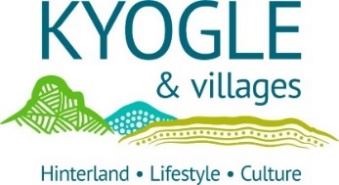 KYOGLE
& villages
Hinterland • Lifestyle • Culture